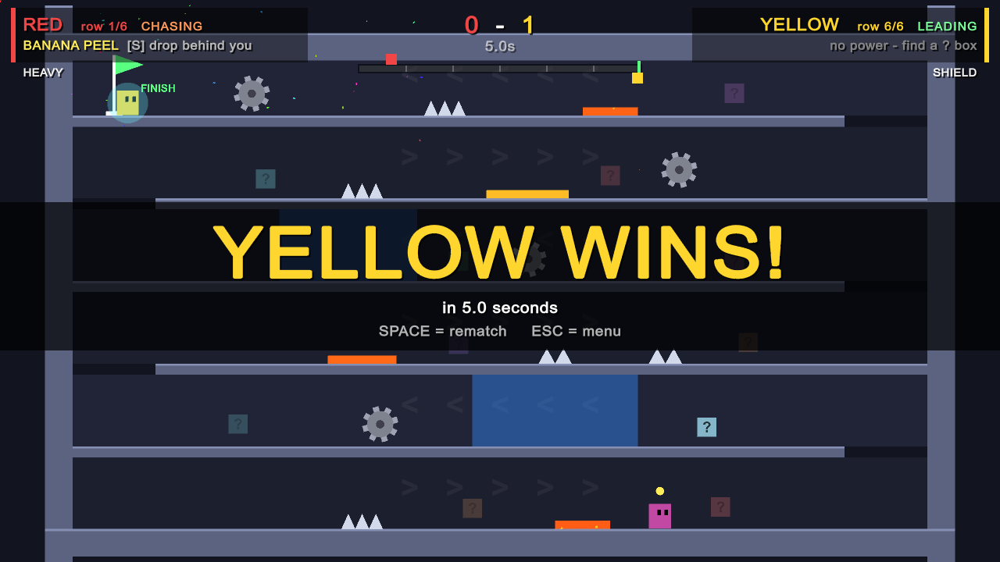 RED row 1/6 CHASING
0 - 1
YELLOW row 6/6 LEADING
BANANA PEEL [S] drop behind you
5.0s
no power - find a ? box
HEAVY
SHIELD
FINISH
?
< < < < <
> > > > >
? ?
YELLOW WINS!
in 5.0 seconds
SPACE = rematch ESC = menu
? ?
< < < < <
? ?
> > > > >
? ?